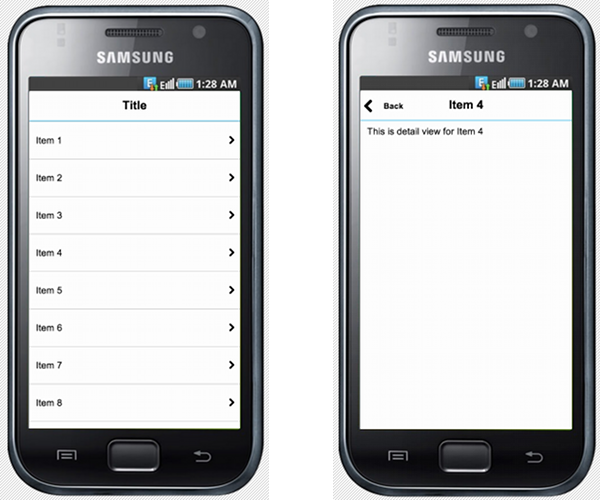 SAMSUNG
E 1:28 AM
Title
Item 1
Item 2
Item 3
Item 4
Item 5
Item 6
Item 7
Item 8
SAMSUNG
E 1:28 AM
Back Item 4
This is detail view for Item 4